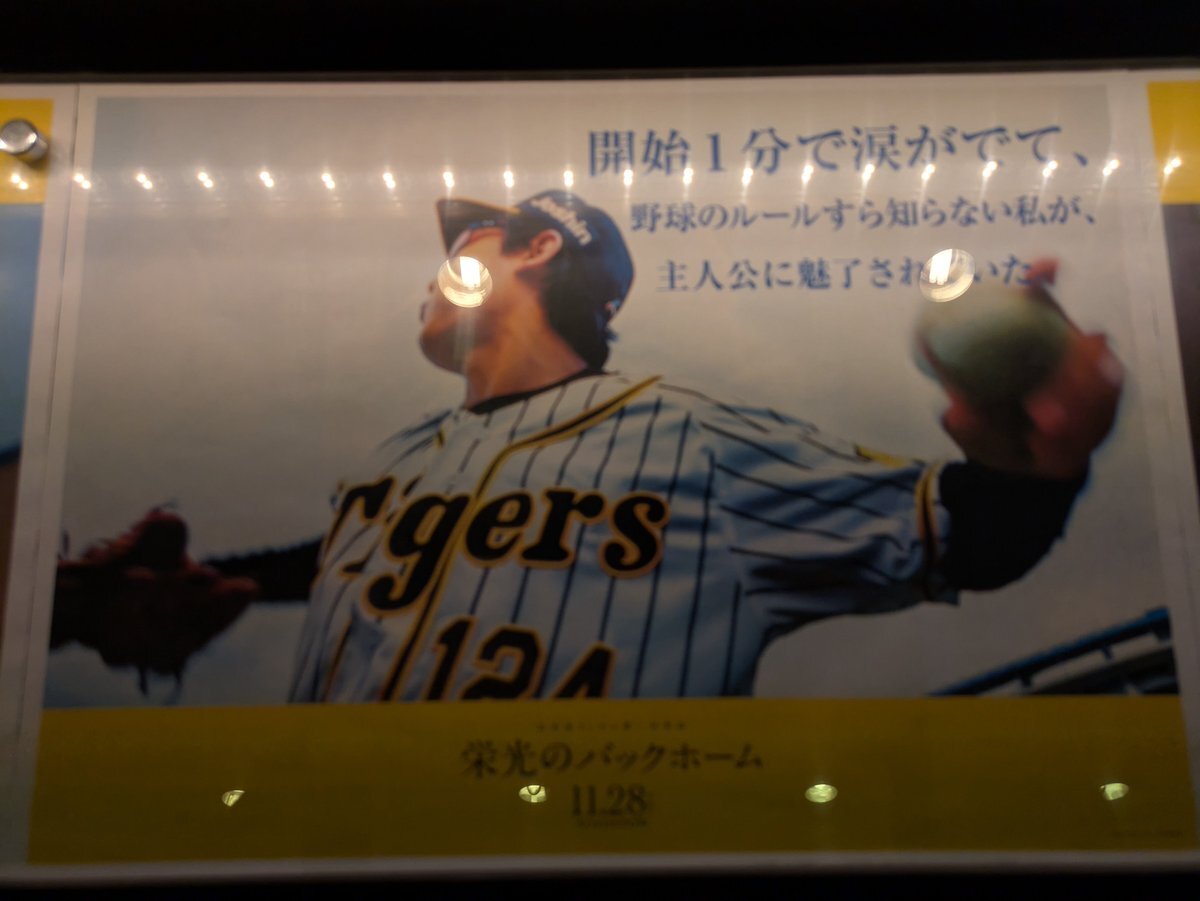 開始1分で涙がでて、
野球のルールすら知らない私が、
主人公に魅了され いた
Joshin
Tigers
124
栄光のバックホーム
11.28